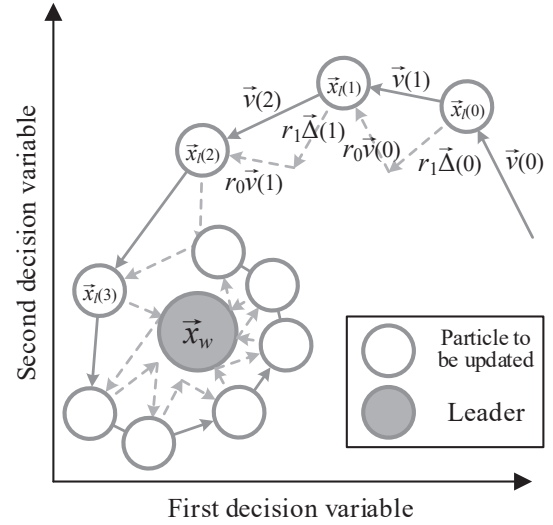 Second decision variable
v⃗(2)
x⃗ₗ(1)
v⃗(1)
x⃗ₗ(0)
v⃗(0)
r₁Δ⃗(1)
r₀v⃗(0)
r₁Δ⃗(0)
x⃗ₗ(2)
r₀v⃗(1)
x⃗ₗ(3)
x⃗_w
Particle to
be updated
Leader
First decision variable